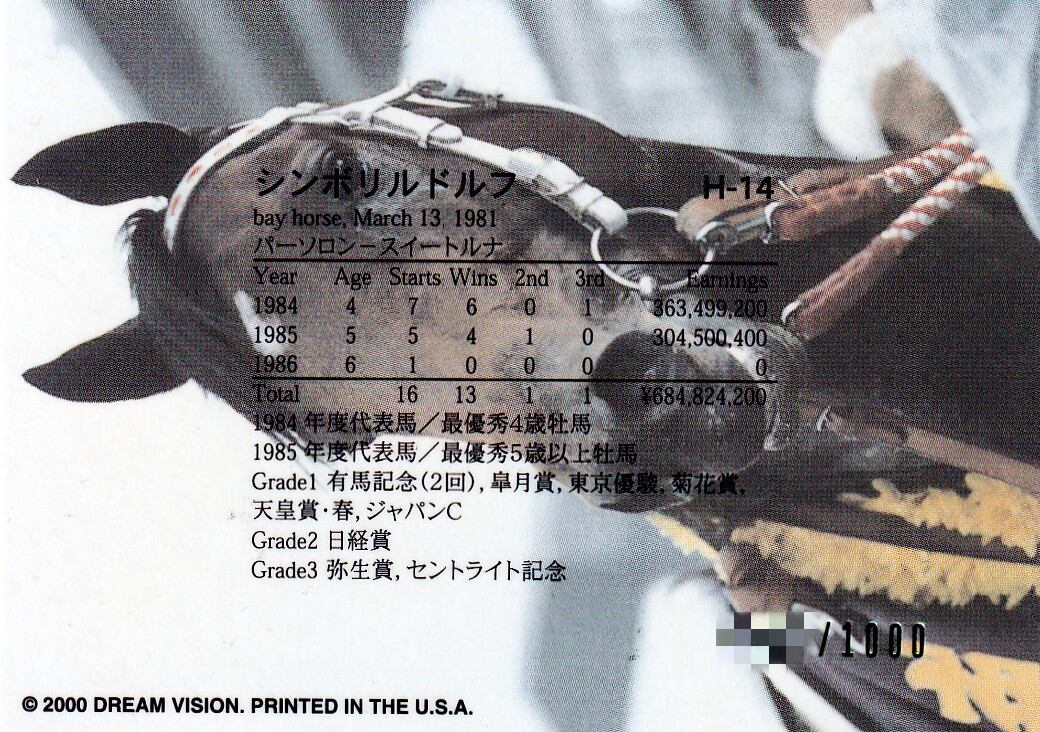 シンボリルドルフ H-14
bay horse, March 13, 1981
パーソロン－スイートルナ
Year Age Starts Wins 2nd 3rd Earnings
1984 4 7 6 0 1 363,499,200
1985 5 5 4 1 0 304,500,400
1986 6 1 0 0 0 0
Total 16 13 1 1 ¥684,824,200
1984 年度代表馬／最優秀4歳牡馬
1985 年度代表馬／最優秀5歳以上牡馬
Grade1 有馬記念(2回), 皐月賞, 東京優駿, 菊花賞,
天皇賞・春, ジャパンC
Grade2 日経賞
Grade3 弥生賞, セントライト記念
/1000
© 2000 DREAM VISION. PRINTED IN THE U.S.A.